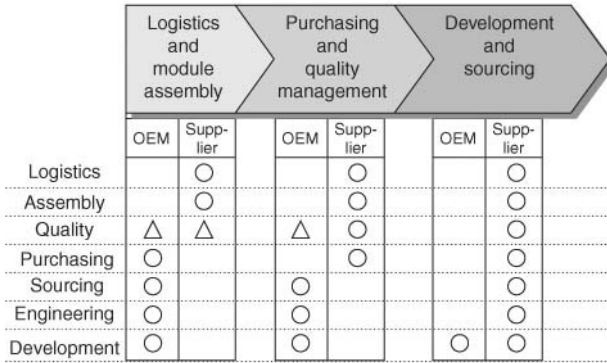 Logistics
and
module
assembly
Purchasing
and
quality
management
Development
and
sourcing
OEM Supp-
lier
OEM Supp-
lier
OEM Supp-
lier
Logistics
Assembly
Quality
Purchasing
Sourcing
Engineering
Development